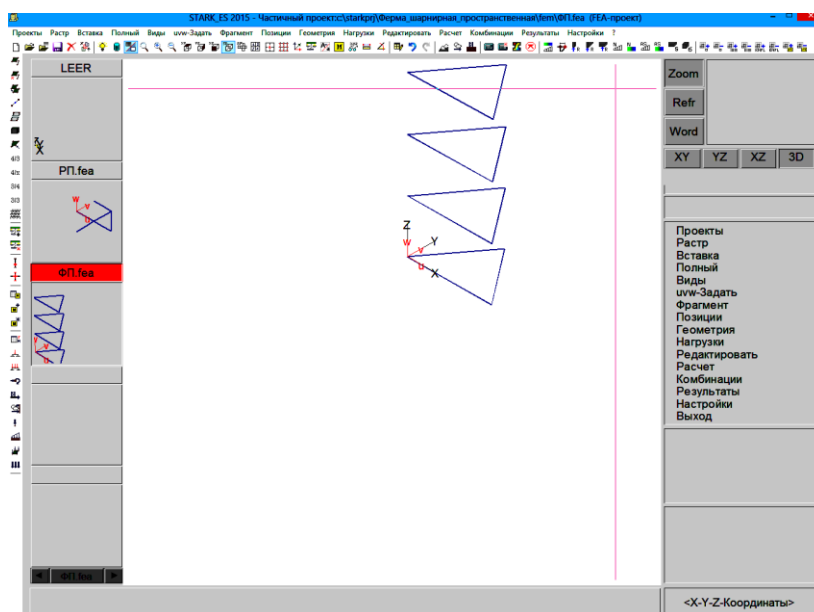 STARK_ES 2015 - Частичный проект:c:\starkprj\Ферма_шарнирная_пространственная\fem\ФП.fea (FEA-проект)
Проекты Растр Вставка Полный Виды uvw-Задать Фрагмент Позиции Геометрия Нагрузки Редактировать Расчет Комбинации Результаты Настройки ?
LEER
РП.fea
w
v
u
ФП.fea
ФП.fea
Z
w
Y
v
u
X
Zoom
Refr
Word
XY YZ XZ 3D
Проекты
Растр
Вставка
Полный
Виды
uvw-Задать
Фрагмент
Позиции
Геометрия
Нагрузки
Редактировать
Расчет
Комбинации
Результаты
Настройки
Выход
<X-Y-Z-Координаты>